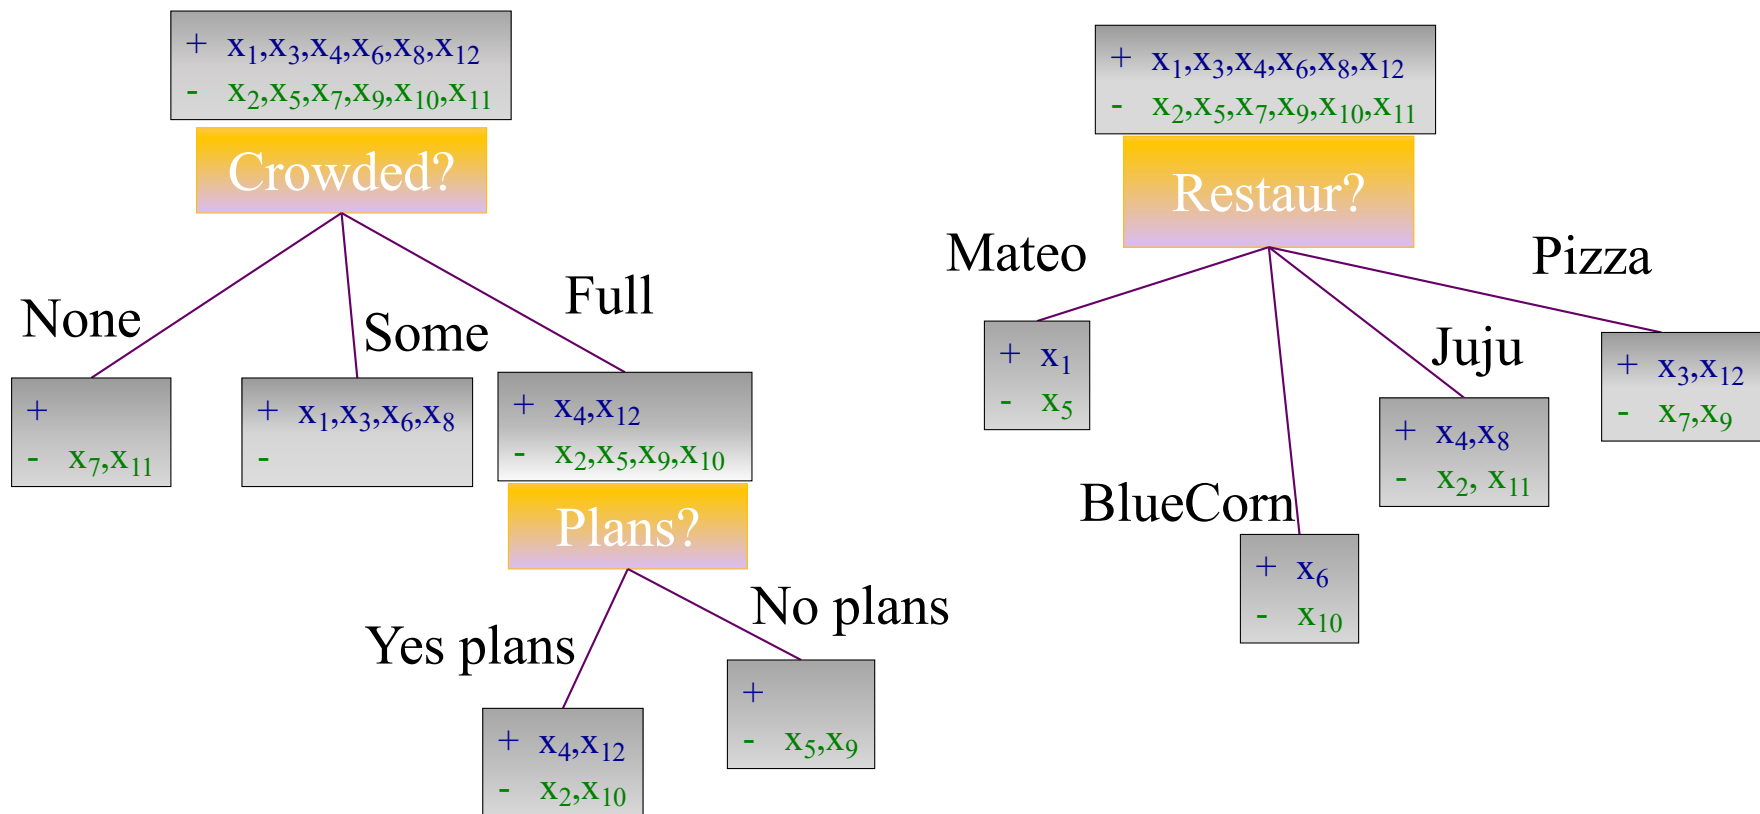 + x₁,x₃,x₄,x₆,x₈,x₁₂
- x₂,x₅,x₇,x₉,x₁₀,x₁₁
Crowded?
None
Some
Full
+
- x₇,x₁₁
+ x₁,x₃,x₆,x₈
-
+ x₄,x₁₂
- x₂,x₅,x₉,x₁₀
Plans?
Yes plans
No plans
+ x₄,x₁₂
- x₂,x₁₀
+
- x₅,x₉
+ x₁,x₃,x₄,x₆,x₈,x₁₂
- x₂,x₅,x₇,x₉,x₁₀,x₁₁
Restaur?
Mateo
BlueCorn
Juju
Pizza
+ x₁
- x₅
+ x₆
- x₁₀
+ x₄,x₈
- x₂, x₁₁
+ x₃,x₁₂
- x₇,x₉